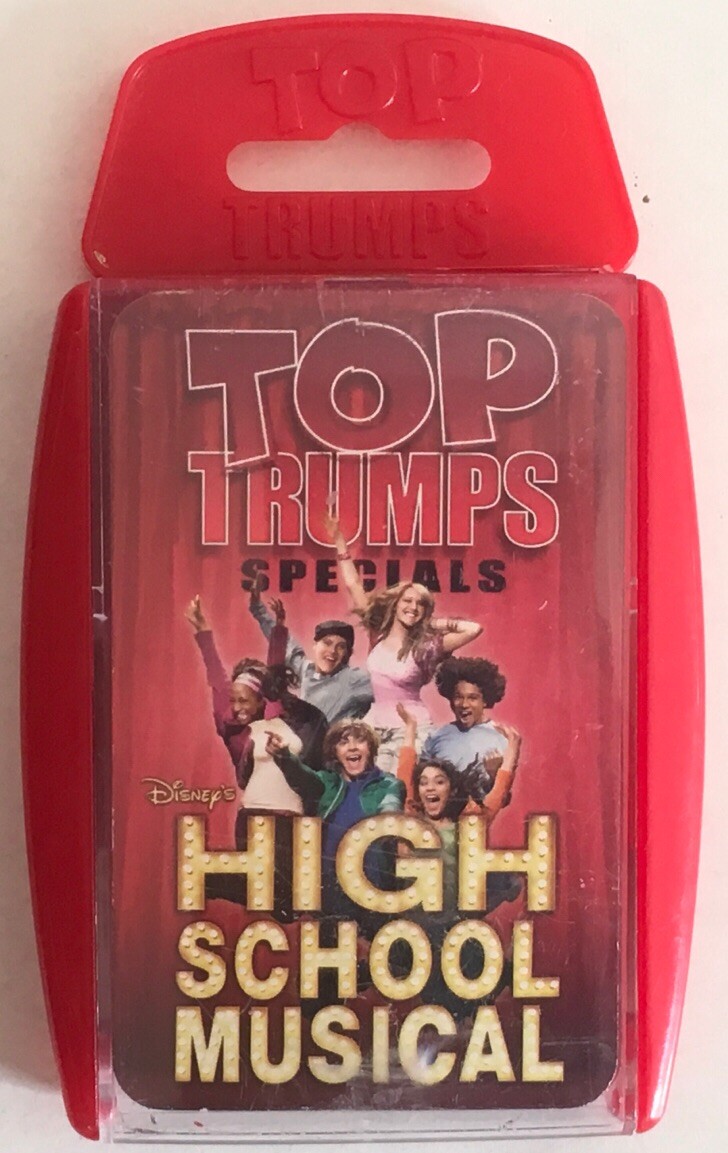 TOP
TRUMPS
TOP
TRUMPS
SPECIALS
DISNEY'S
HIGH
SCHOOL
MUSICAL